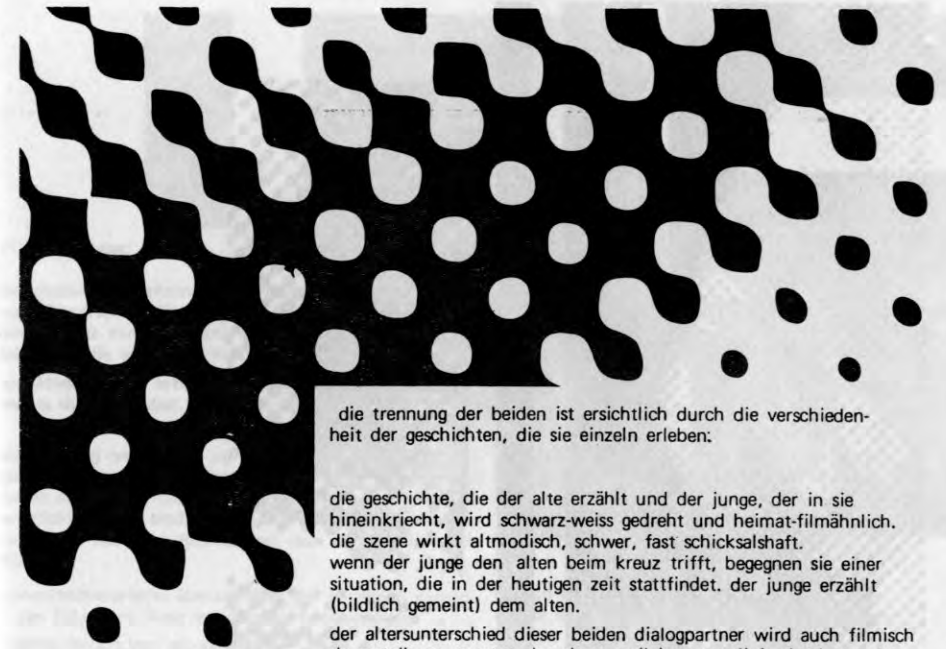 die trennung der beiden ist ersichtlich durch die verschieden-
heit der geschichten, die sie einzeln erleben:
die geschichte, die der alte erzählt und der junge, der in sie
hineinkriecht, wird schwarz-weiss gedreht und heimat-filmähnlich.
die szene wirkt altmodisch, schwer, fast schicksalshaft.
wenn der junge den alten beim kreuz trifft, begegnen sie einer
situation, die in der heutigen zeit stattfindet. der junge erzählt
(bildlich gemeint) dem alten.
der altersunterschied dieser beiden dialogpartner wird auch filmisch